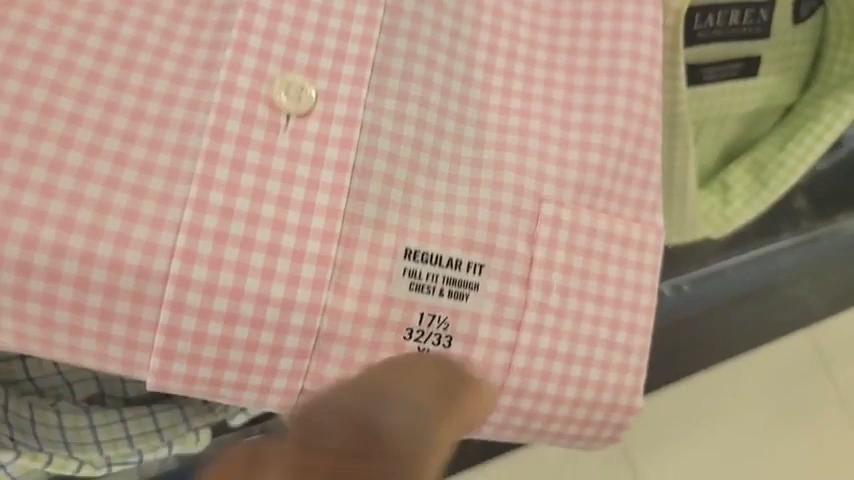 LAUREN
REGULAR FIT
FULL FIT THROUGH
CHEST & BODY
17½
32/33